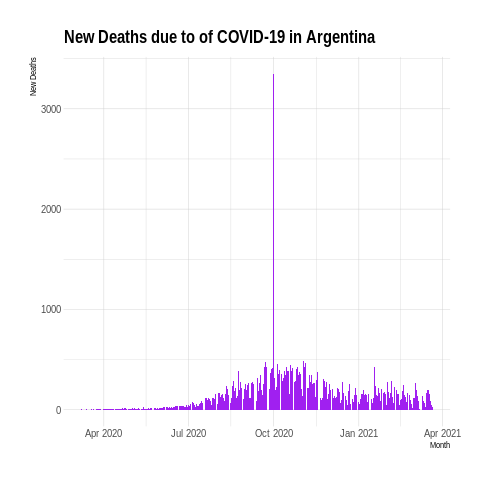 New Deaths due to of COVID-19 in Argentina
New Deaths
3000
2000
1000
0
Apr 2020 Jul 2020 Oct 2020 Jan 2021 Apr 2021
Month